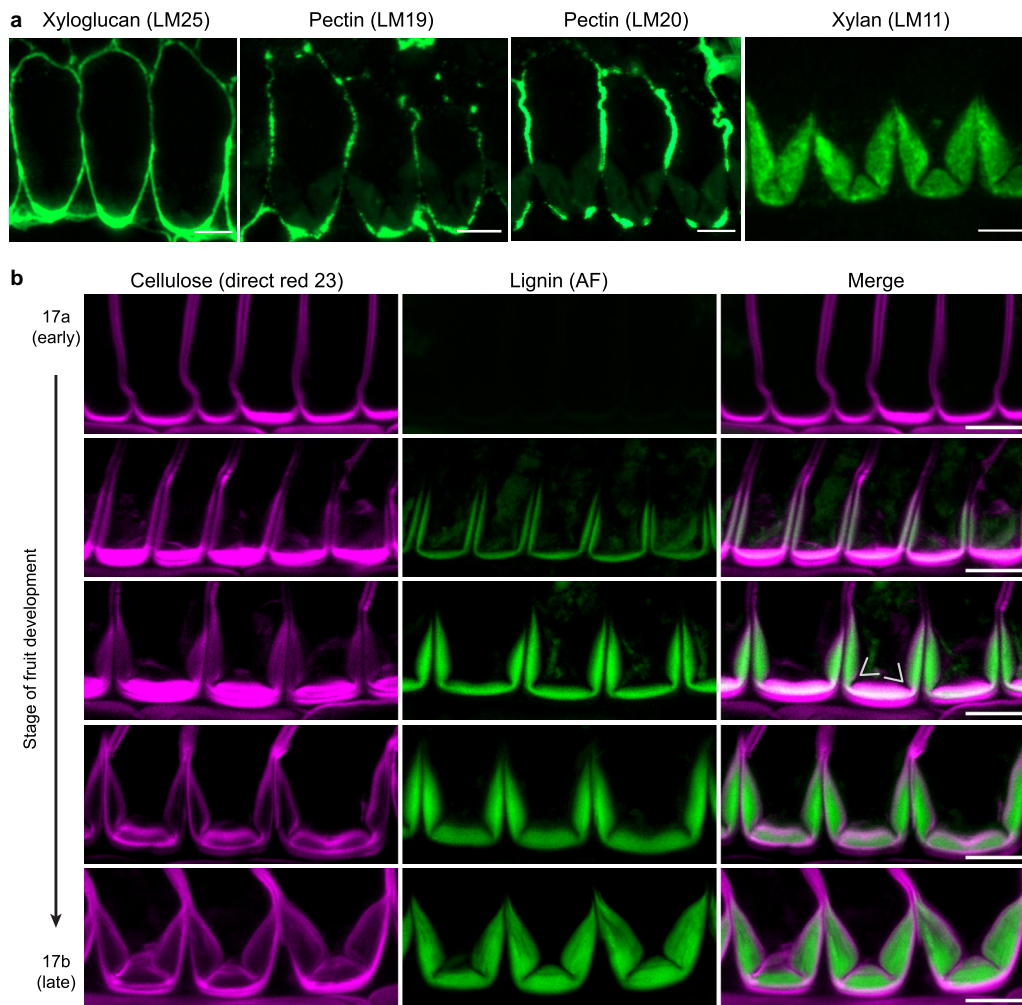 a
Xyloglucan (LM25)
Pectin (LM19)
Pectin (LM20)
Xylan (LM11)
b
Cellulose (direct red 23)
Lignin (AF)
Merge
17a
(early)
Stage of fruit development
17b
(late)